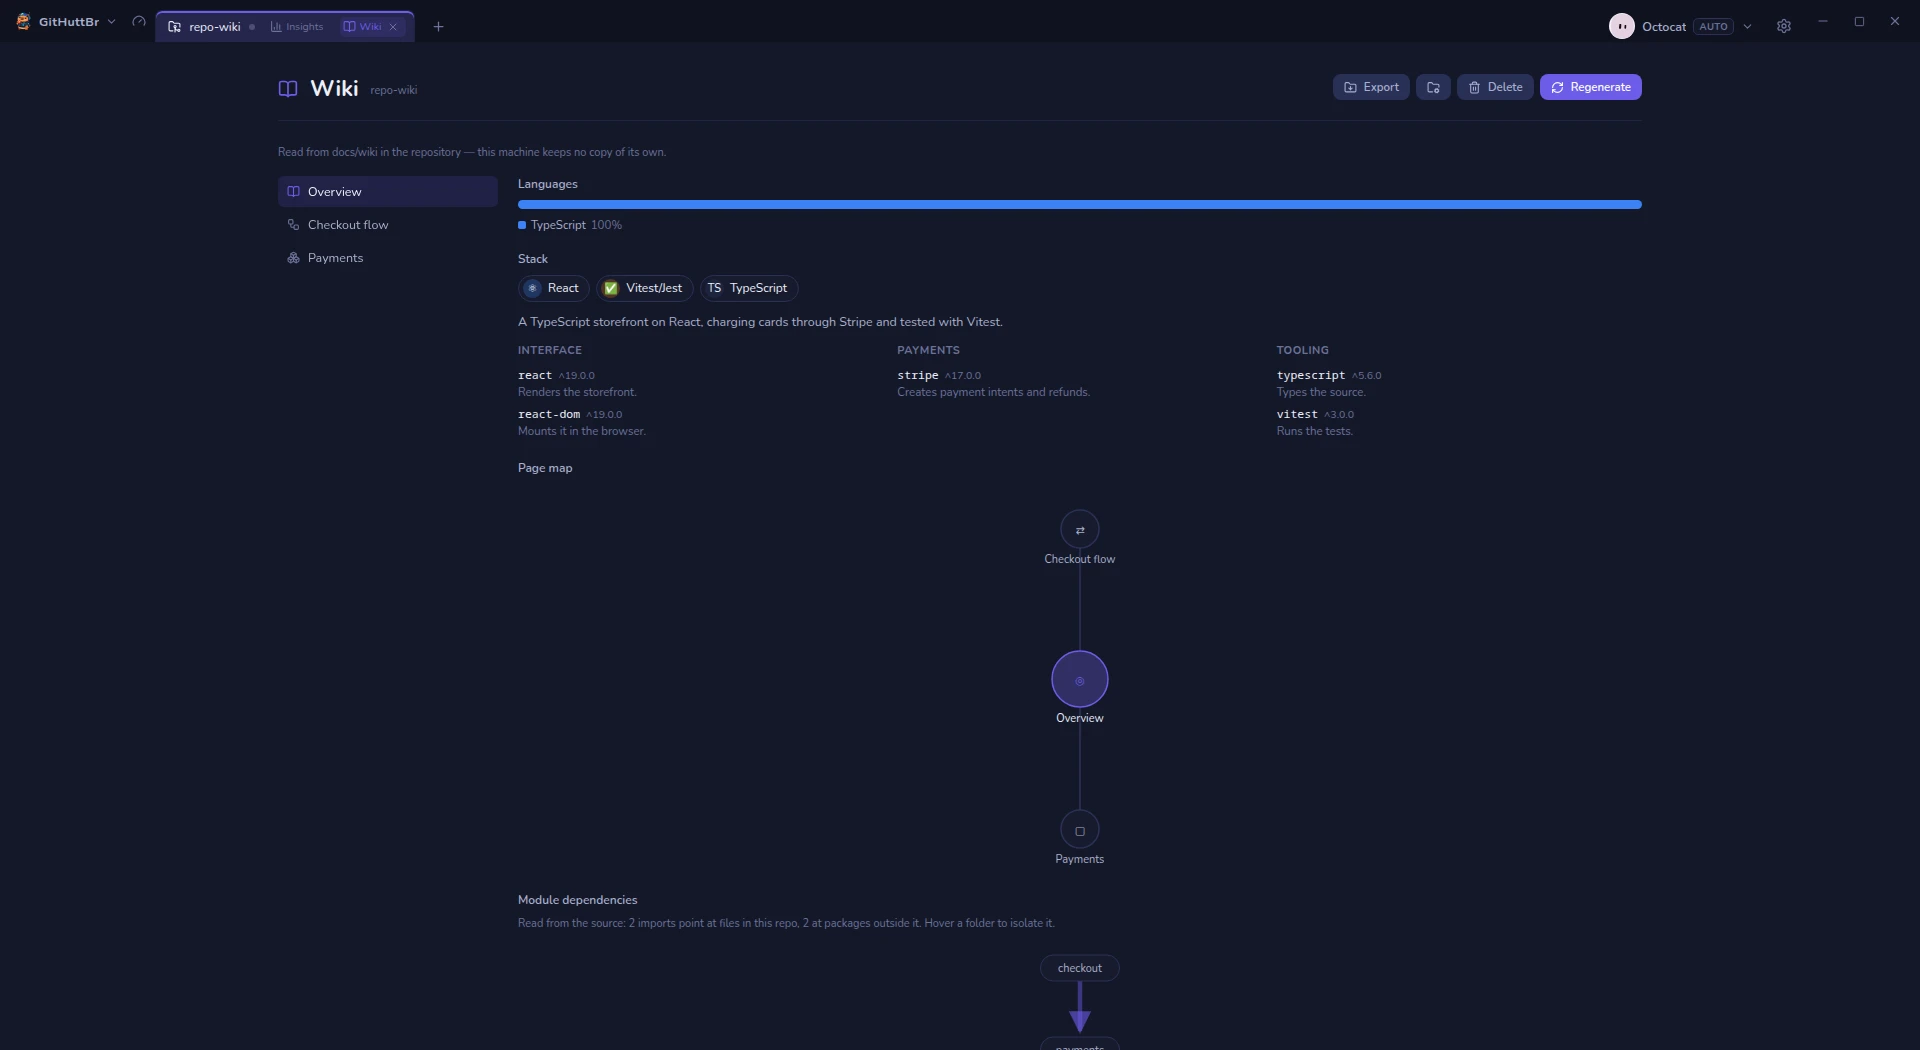 GitHuttBr
repo-wiki
Insights
Wiki
Octocat
AUTO
Wiki
repo-wiki
Export
Delete
Regenerate
Read from docs/wiki in the repository — this machine keeps no copy of its own.
Overview
Checkout flow
Payments
Languages
TypeScript 100%
Stack
React
Vitest/Jest
TS TypeScript
A TypeScript storefront on React, charging cards through Stripe and tested with Vitest.
INTERFACE
react ^19.0.0
Renders the storefront.
react-dom ^19.0.0
Mounts it in the browser.
PAYMENTS
stripe ^17.0.0
Creates payment intents and refunds.
TOOLING
typescript ^5.6.0
Types the source.
vitest ^3.0.0
Runs the tests.
Page map
Checkout flow
Overview
Payments
Module dependencies
Read from the source: 2 imports point at files in this repo, 2 at packages outside it. Hover a folder to isolate it.
checkout
payments